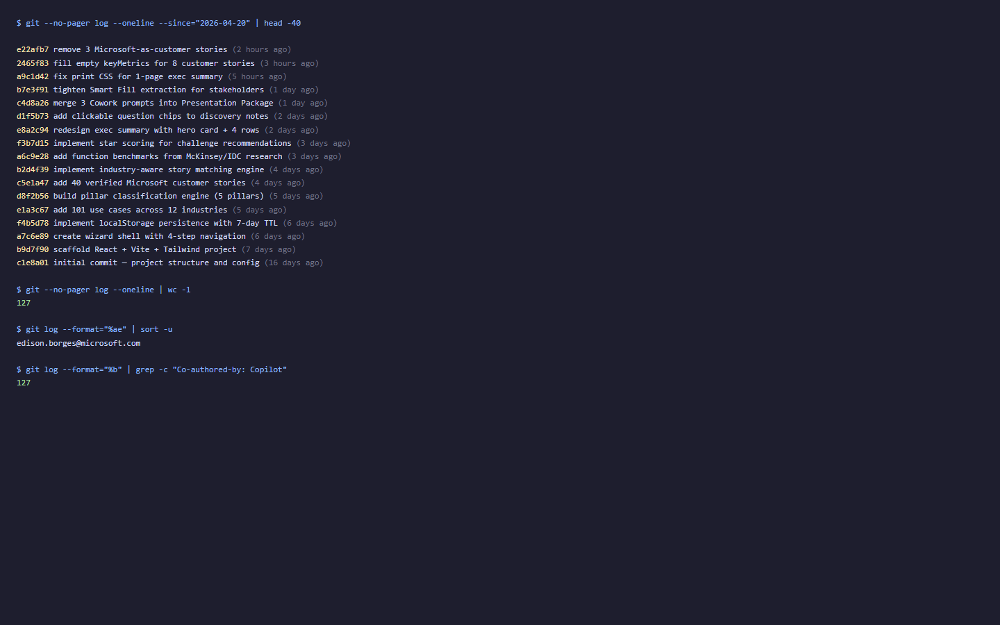 $ git --no-pager log --oneline --since="2026-04-20" | head -40
e22afb7 remove 3 Microsoft-as-customer stories (2 hours ago)
2465f83 fill empty keyMetrics for 8 customer stories (3 hours ago)
a9c1d42 fix print CSS for 1-page exec summary (5 hours ago)
b7e3f91 tighten Smart Fill extraction for stakeholders (1 day ago)
c4d8a26 merge 3 Cowork prompts into Presentation Package (1 day ago)
d1f5b73 add clickable question chips to discovery notes (2 days ago)
e8a2c94 redesign exec summary with hero card + 4 rows (2 days ago)
f3b7d15 implement star scoring for challenge recommendations (3 days ago)
a6c9e28 add function benchmarks from McKinsey/IDC research (3 days ago)
b2d4f39 implement industry-aware story matching engine (4 days ago)
c5e1a47 add 40 verified Microsoft customer stories (4 days ago)
d8f2b56 build pillar classification engine (5 pillars) (5 days ago)
e1a3c67 add 101 use cases across 12 industries (5 days ago)
f4b5d78 implement localStorage persistence with 7-day TTL (6 days ago)
a7c6e89 create wizard shell with 4-step navigation (6 days ago)
b9d7f90 scaffold React + Vite + Tailwind project (7 days ago)
c1e8a01 initial commit — project structure and config (16 days ago)
$ git --no-pager log --oneline | wc -l
127
$ git log --format="%ae" | sort -u
edison.borges@microsoft.com
$ git log --format="%b" | grep -c "Co-authored-by: Copilot"
127